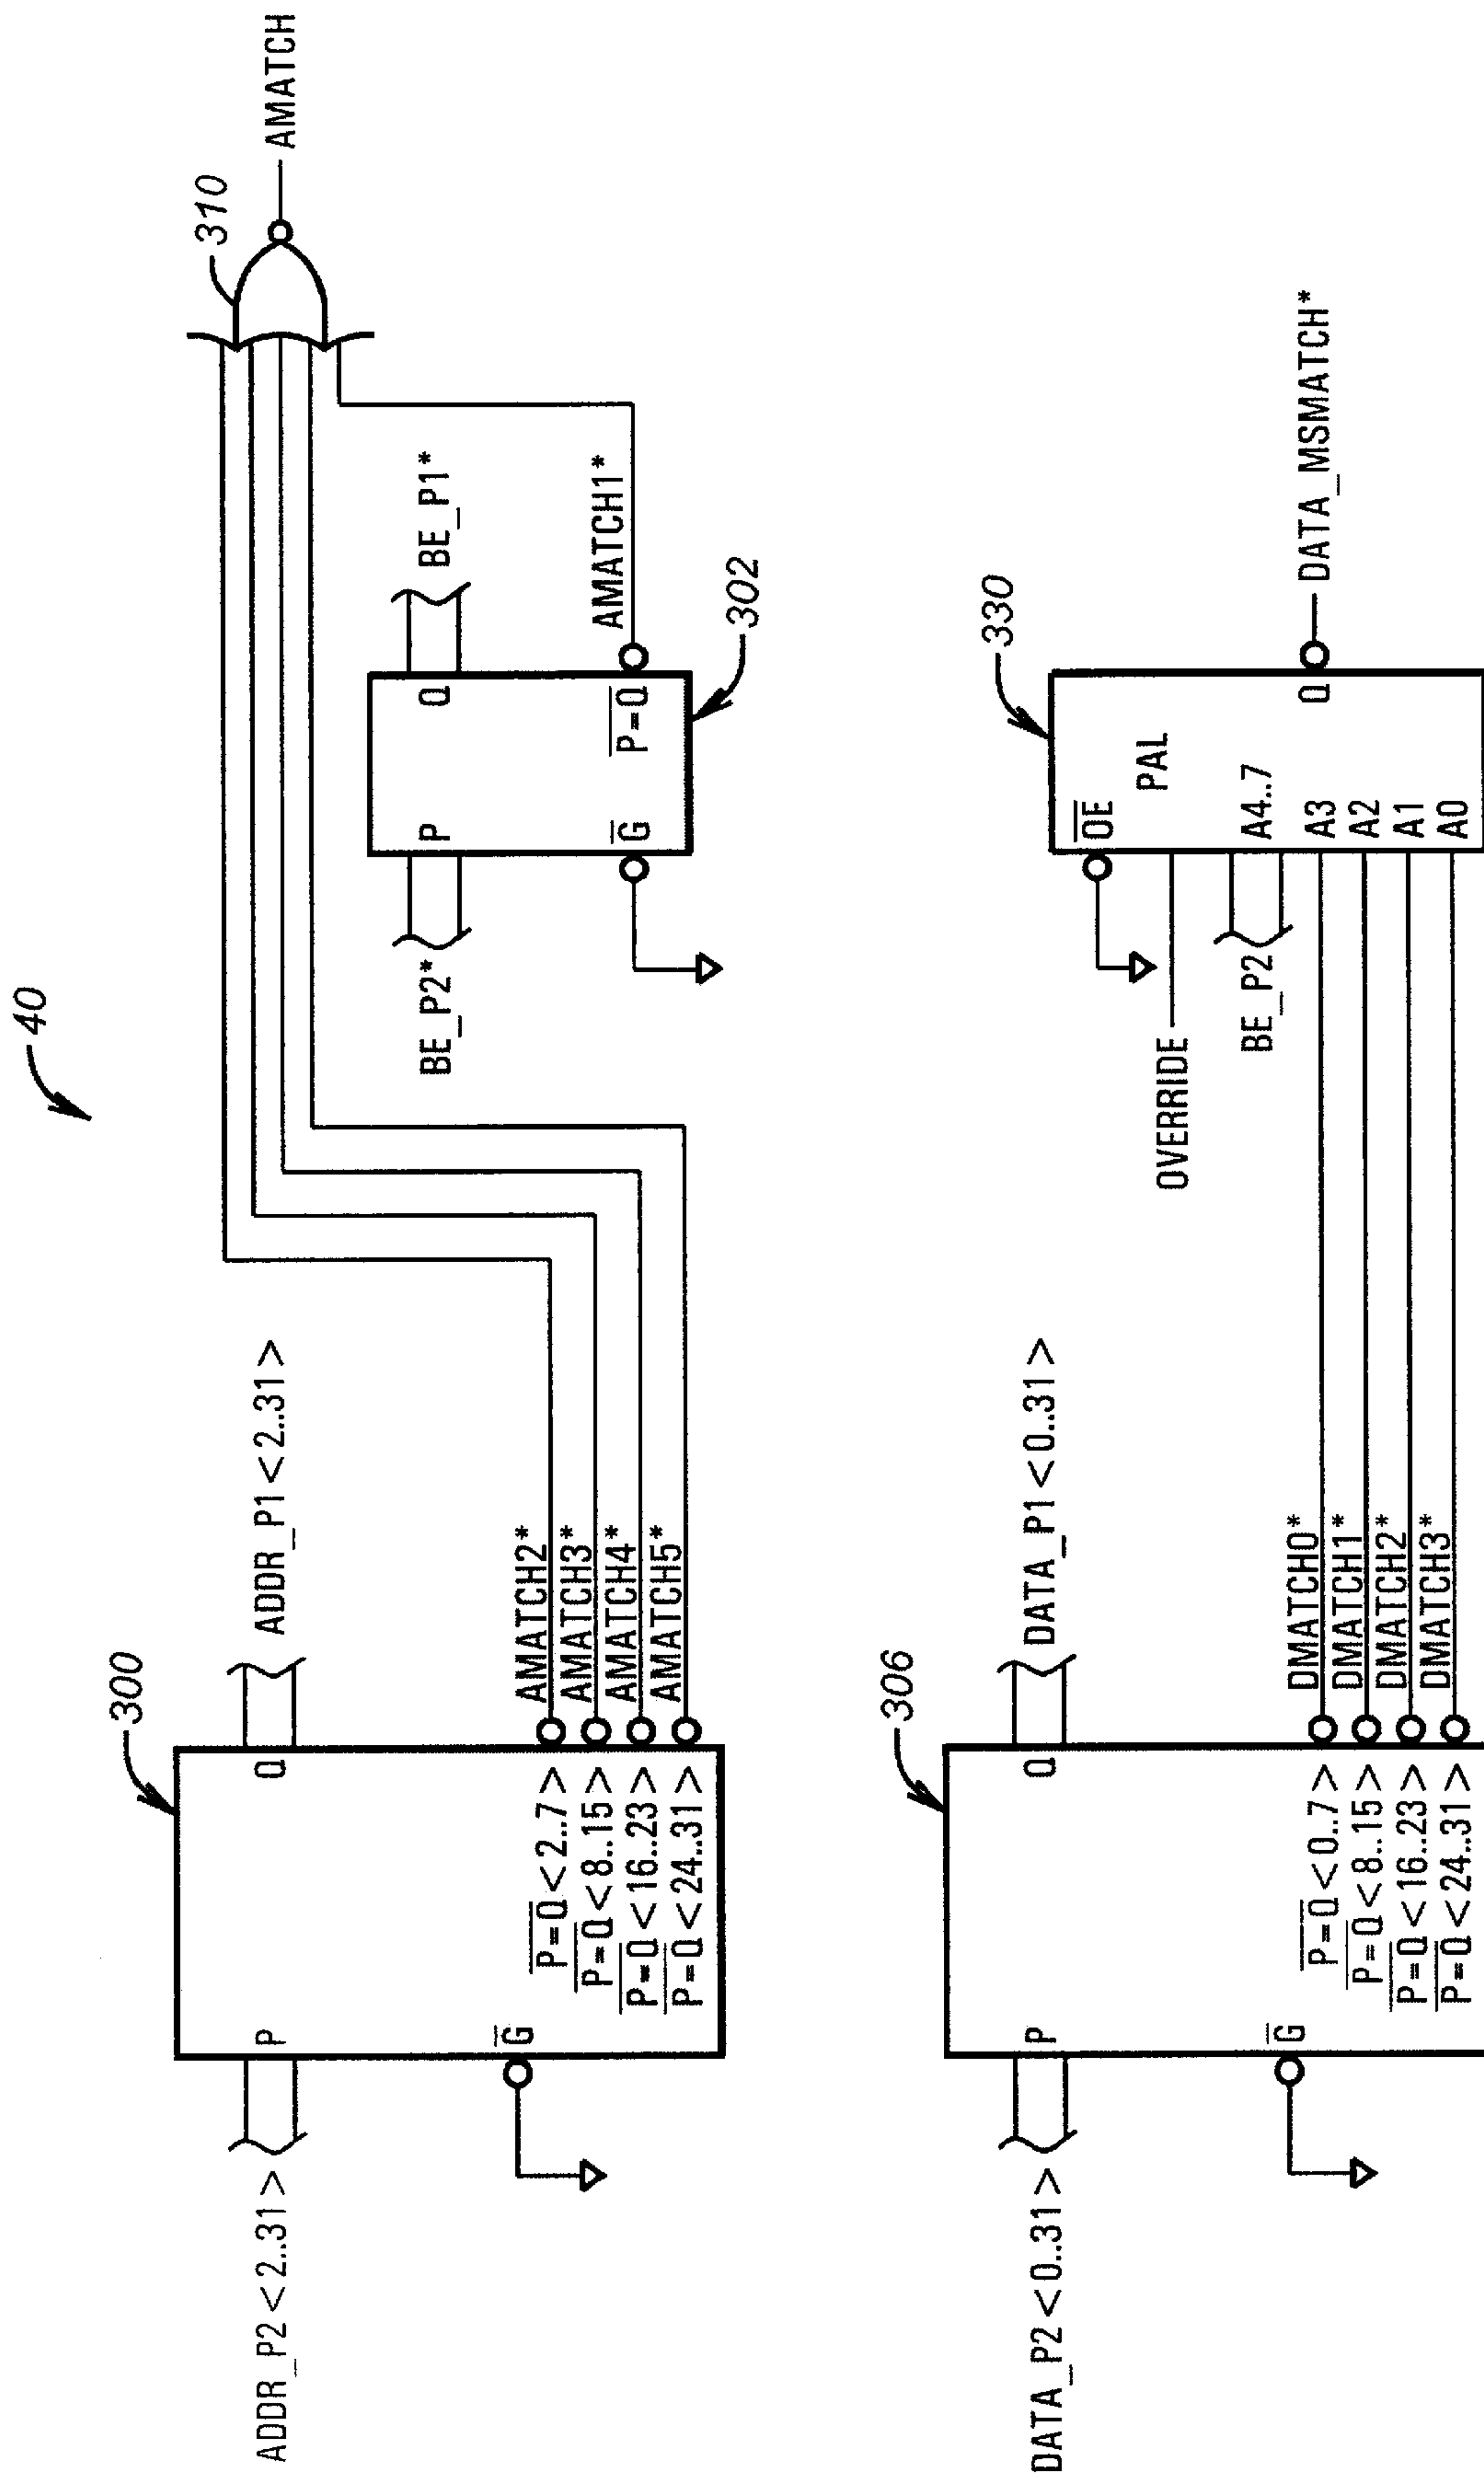 40
300
ADDR_P2<2..31>
P
Q
ADDR_P1<2..31>
G
P=Q<2..7>
P=Q<8..15>
P=Q<16..23>
P=Q<24..31>
AMATCH2*
AMATCH3*
AMATCH4*
AMATCH5*
310
AMATCH
BE_P2*
P
Q
BE_P1*
G
P=Q
AMATCH1*
302
306
DATA_P2<0..31>
P
Q
DATA_P1<0..31>
G
P=Q<0..7>
P=Q<8..15>
P=Q<16..23>
P=Q<24..31>
DMATCH0*
DMATCH1*
DMATCH2*
DMATCH3*
330
OE
PAL
OVERRIDE
BE_P2
A4..7
A3
A2
A1
A0
Q
DATA_MSMATCH*